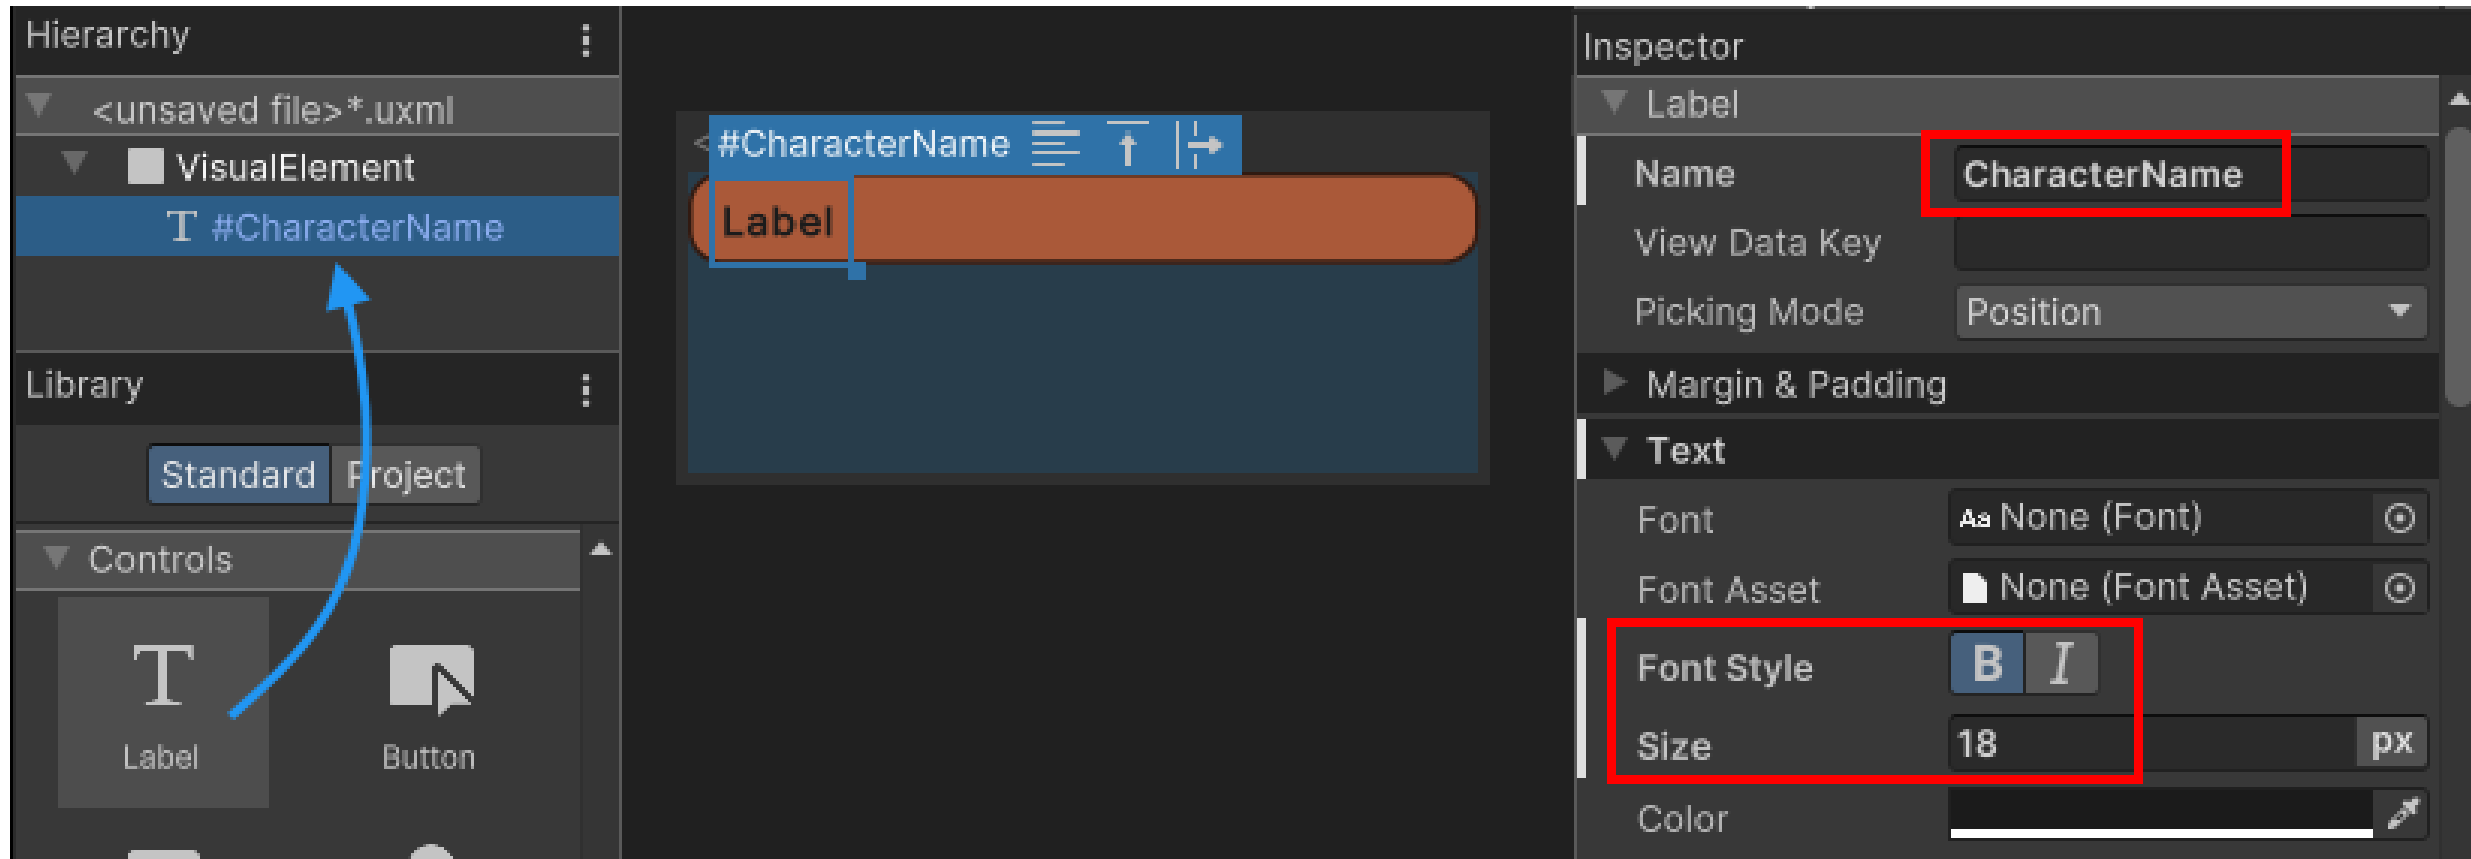 Hierarchy
<unsaved file>*.uxml
VisualElement
#CharacterName
Library
Standard Project
Controls
Label
Button
<
#CharacterName
Label
Inspector
Label
Name CharacterName
View Data Key
Picking Mode Position
Margin & Padding
Text
Font Aa None (Font)
Font Asset None (Font Asset)
Font Style B I
Size 18 px
Color